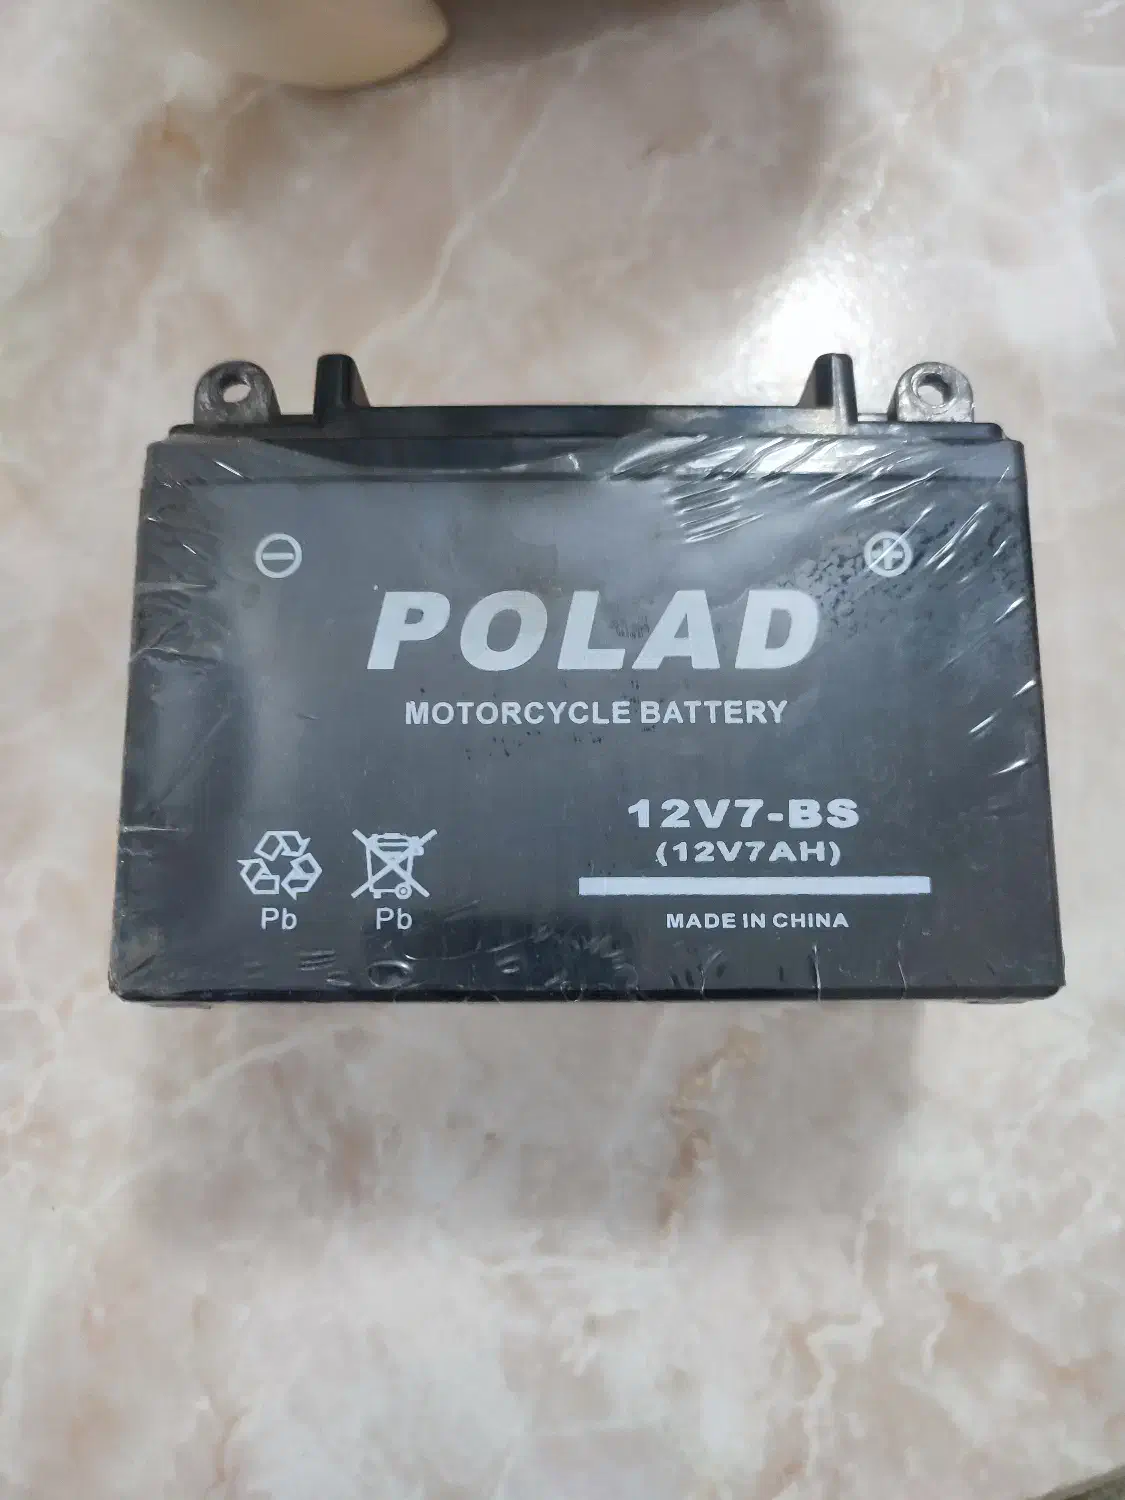 POLAD
MOTORCYCLE BATTERY
12V7-BS
(12V7AH)
MADE IN CHINA
Pb
Pb